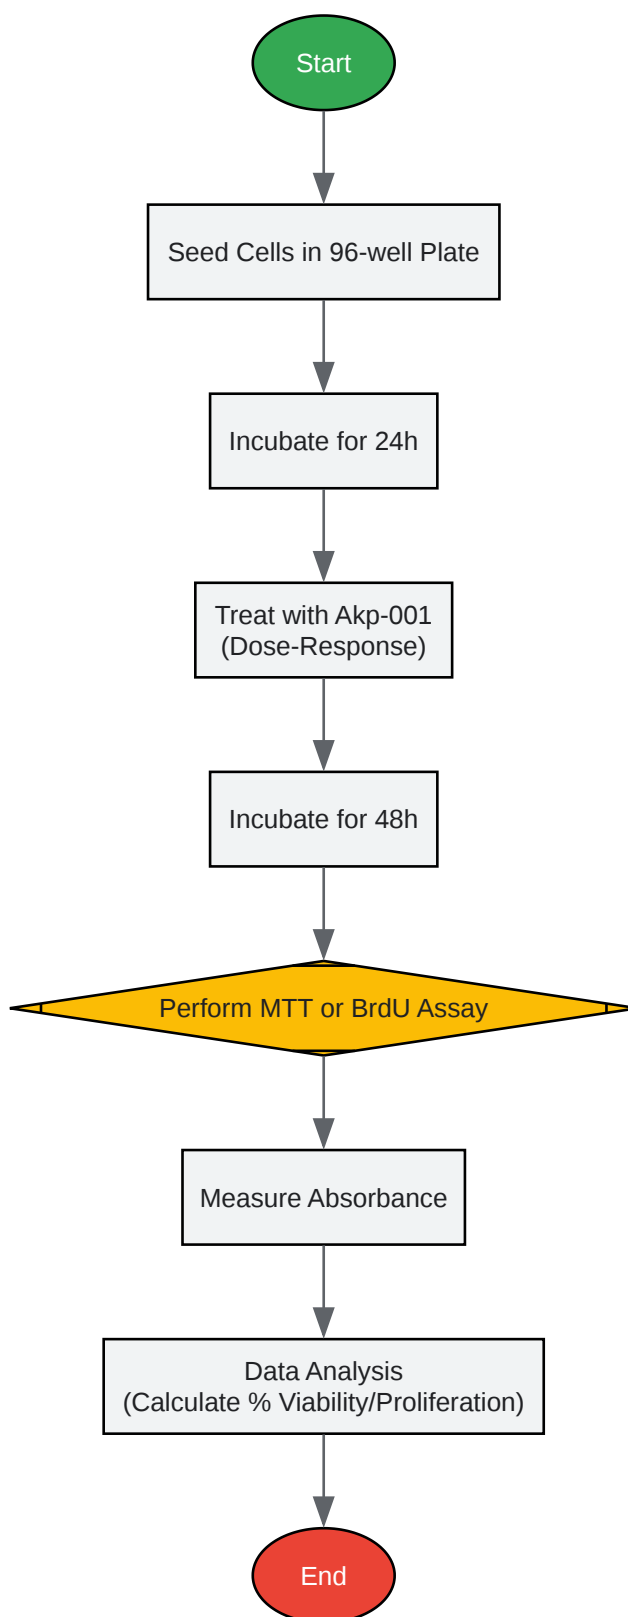 Start
Seed Cells in 96-well Plate
Incubate for 24h
Treat with Akp-001
(Dose-Response)
Incubate for 48h
Perform MTT or BrdU Assay
Measure Absorbance
Data Analysis
(Calculate % Viability/Proliferation)
End